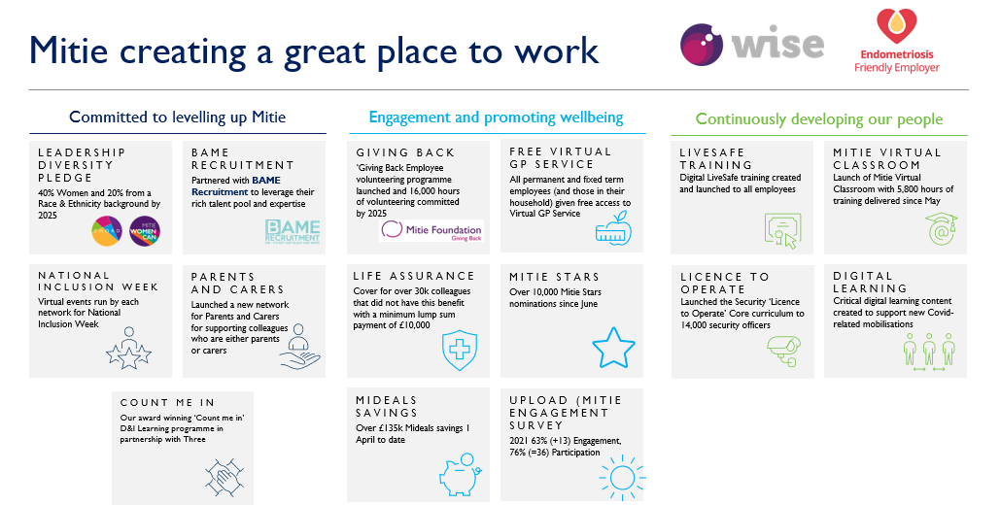 Mitie creating a great place to work
wise
Endometriosis
Friendly Employer
Committed to levelling up Mitie
LEADERSHIP
DIVERSITY
PLEDGE
40% Women and 20% from a
Race & Ethnicity background by
2025
MITIE
WOMEN
CAN
BAME
RECRUITMENT
Partnered with BAME
Recruitment to leverage their
rich talent pool and expertise
BAME
RECRUITMENT
NATIONAL
INCLUSION WEEK
Virtual events run by each
network for National
Inclusion Week
PARENTS
AND CARERS
Launched a new network
for Parents and Carers
for supporting colleagues
who are either parents
or carers
COUNT ME IN
Our award winning 'Count me in'
D&I Learning programme in
partnership with Three
Engagement and promoting wellbeing
GIVING BACK
'Giving Back Employee
volunteering programme
launched and 16,000 hours
of volunteering committed
by 2025
Mitie Foundation
Giving Back
FREE VIRTUAL
GP SERVICE
All permanent and fixed term
employees (and those in their
household) given free access to
Virtual GP Service
LIFE ASSURANCE
Cover for over 30k colleagues
that did not have this benefit
with a minimum lump sum
payment of £10,000
MITIE STARS
Over 10,000 Mitie Stars
nominations since June
MIDEALS
SAVINGS
Over £135k Mideals savings 1
April to date
UPLOAD (MITIE
ENGAGEMENT
SURVEY
2021 63% (+13) Engagement,
76% (=36) Participation
Continuously developing our people
LIVESAFE
TRAINING
Digital LiveSafe training created
and launched to all employees
MITIE VIRTUAL
CLASSROOM
Launch of Mitie Virtual
Classroom with 5,800 hours of
training delivered since May
LICENCE TO
OPERATE
Launched the Security 'Licence
to Operate' Core curriculum to
14,000 security officers
DIGITAL
LEARNING
Critical digital learning content
created to support new Covid-
related mobilisations